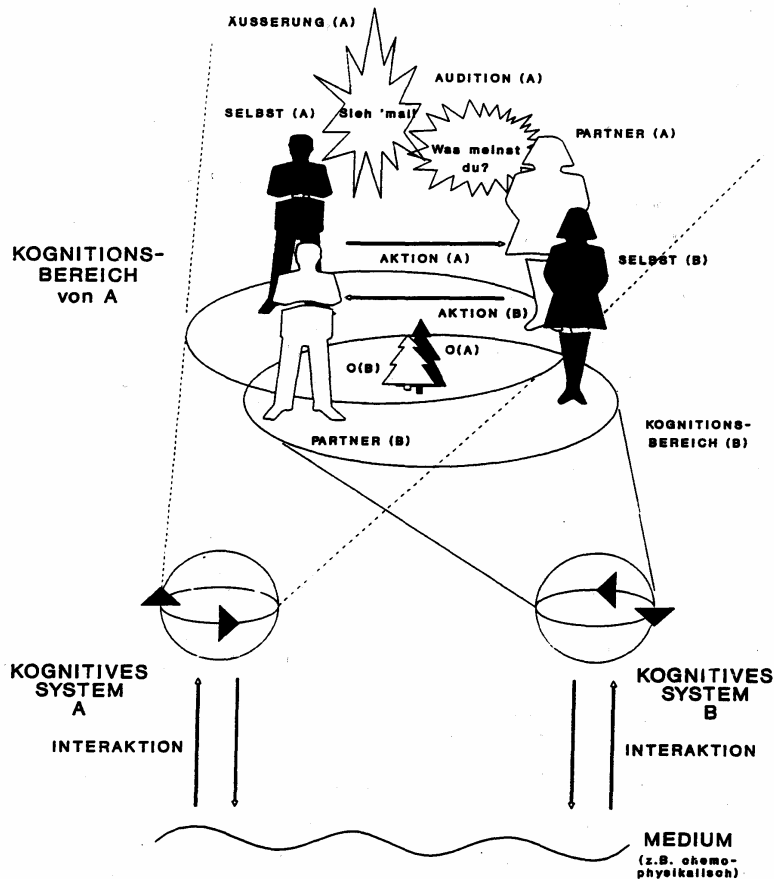 ÄUSSERUNG (A)
AUDITION (A)
SELBST (A)
Sieh 'mal!
PARTNER (A)
Was meinst
du?
KOGNITIONS-
BEREICH
von A
AKTION (A)
SELBST (B)
AKTION (B)
O(A)
O(B)
PARTNER (B)
KOGNITIONS-
BEREICH (B)
KOGNITIVES
SYSTEM
A
KOGNITIVES
SYSTEM
B
INTERAKTION
INTERAKTION
MEDIUM
(z.B. chemo-
physikalisch)